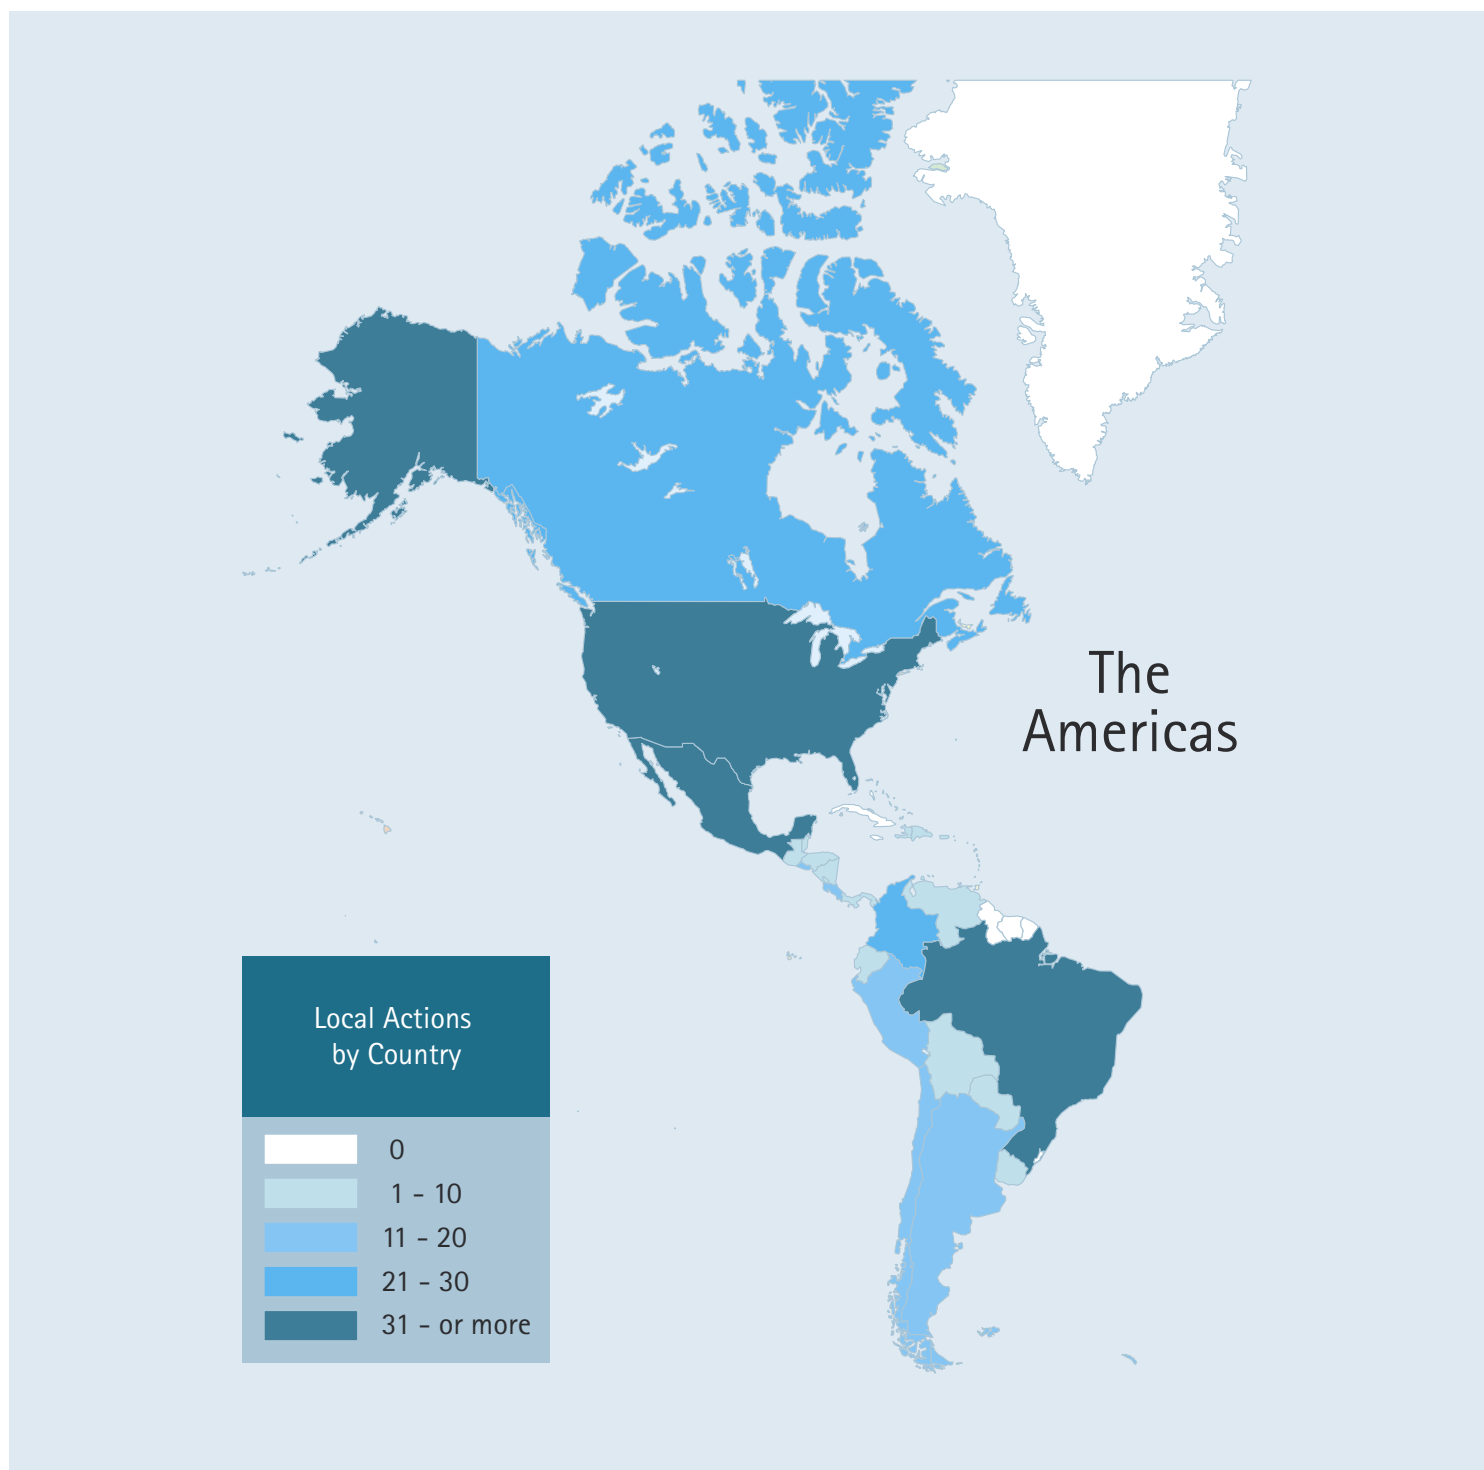 The
Americas
Local Actions
by Country
0
1 - 10
11 - 20
21 - 30
31 - or more